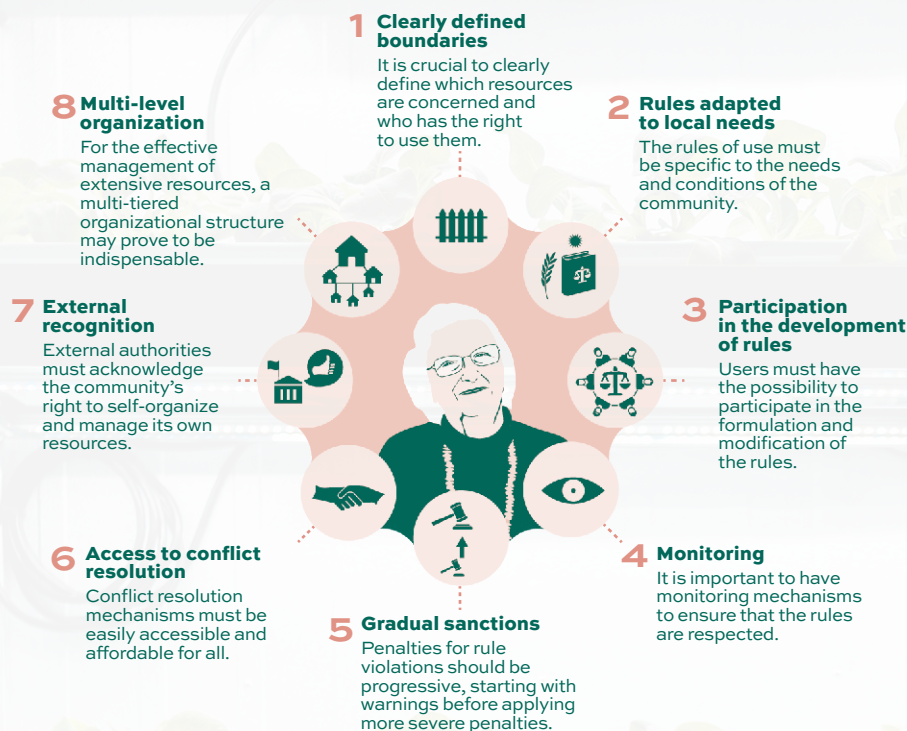 1 Clearly defined
boundaries
It is crucial to clearly
define which resources
are concerned and
who has the right
to use them.
2 Rules adapted
to local needs
The rules of use must
be specific to the needs
and conditions of the
community.
3 Participation
in the development
of rules
Users must have
the possibility to
participate in the
formulation and
modification of
the rules.
4 Monitoring
It is important to have
monitoring mechanisms
to ensure that the rules
are respected.
5 Gradual sanctions
Penalties for rule
violations should be
progressive, starting with
warnings before applying
more severe penalties.
6 Access to conflict
resolution
Conflict resolution
mechanisms must be
easily accessible and
affordable for all.
7 External
recognition
External authorities
must acknowledge
the community's
right to self-organize
and manage its own
resources.
8 Multi-level
organization
For the effective
management of
extensive resources, a
multi-tiered
organizational structure
may prove to be
indispensable.